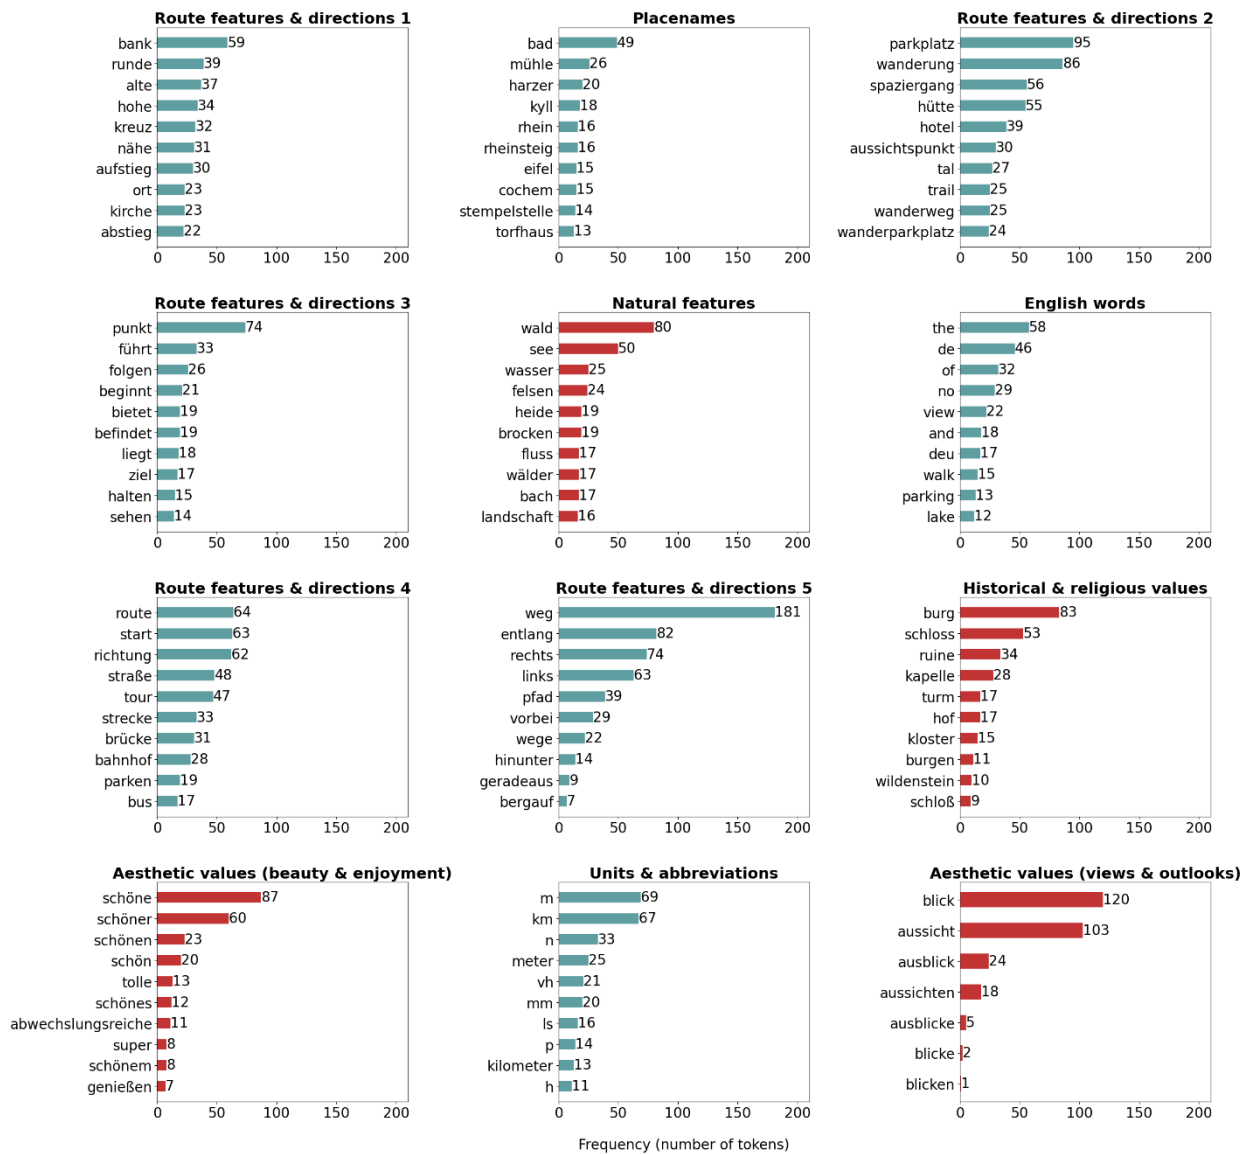 Route features & directions 1
bank 59
runde 39
alte 37
hohe 34
kreuz 32
nähe 31
aufstieg 30
ort 23
kirche 23
abstieg 22
0 50 100 150 200
Placenames
bad 49
mühle 26
harzer 20
kyll 18
rhein 16
rheinsteig 16
eifel 15
cochem 15
stempelstelle 14
torfhaus 13
0 50 100 150 200
Route features & directions 2
parkplatz 95
wanderung 86
spaziergang 56
hütte 55
hotel 39
aussichtspunkt 30
tal 27
trail 25
wanderweg 25
wanderparkplatz 24
0 50 100 150 200
Route features & directions 3
punkt 74
führt 33
folgen 26
beginnt 21
bietet 19
befindet 19
liegt 18
ziel 17
halten 15
sehen 14
0 50 100 150 200
Natural features
wald 80
see 50
wasser 25
felsen 24
heide 19
brocken 19
fluss 17
wälder 17
bach 17
landschaft 16
0 50 100 150 200
English words
the 58
de 46
of 32
no 29
view 22
and 18
deu 17
walk 15
parking 13
lake 12
0 50 100 150 200
Route features & directions 4
route 64
start 63
richtung 62
straße 48
tour 47
strecke 33
brücke 31
bahnhof 28
parken 19
bus 17
0 50 100 150 200
Route features & directions 5
weg 181
entlang 82
rechts 74
links 63
pfad 39
vorbei 29
wege 22
hinunter 14
geradeaus 9
bergauf 7
0 50 100 150 200
Historical & religious values
burg 83
schloss 53
ruine 34
kapelle 28
turm 17
hof 17
kloster 15
burgen 11
wildenstein 10
schloß 9
0 50 100 150 200
Aesthetic values (beauty & enjoyment)
schöne 87
schöner 60
schönen 23
schön 20
tolle 13
schönes 12
abwechslungsreiche 11
super 8
schönem 8
genießen 7
0 50 100 150 200
Units & abbreviations
m 69
km 67
n 33
meter 25
vh 21
mm 20
ls 16
p 14
kilometer 13
h 11
0 50 100 150 200
Aesthetic values (views & outlooks)
blick 120
aussicht 103
ausblick 24
aussichten 18
ausblicke 5
blicke 2
blicken 1
0 50 100 150 200
Frequency (number of tokens)